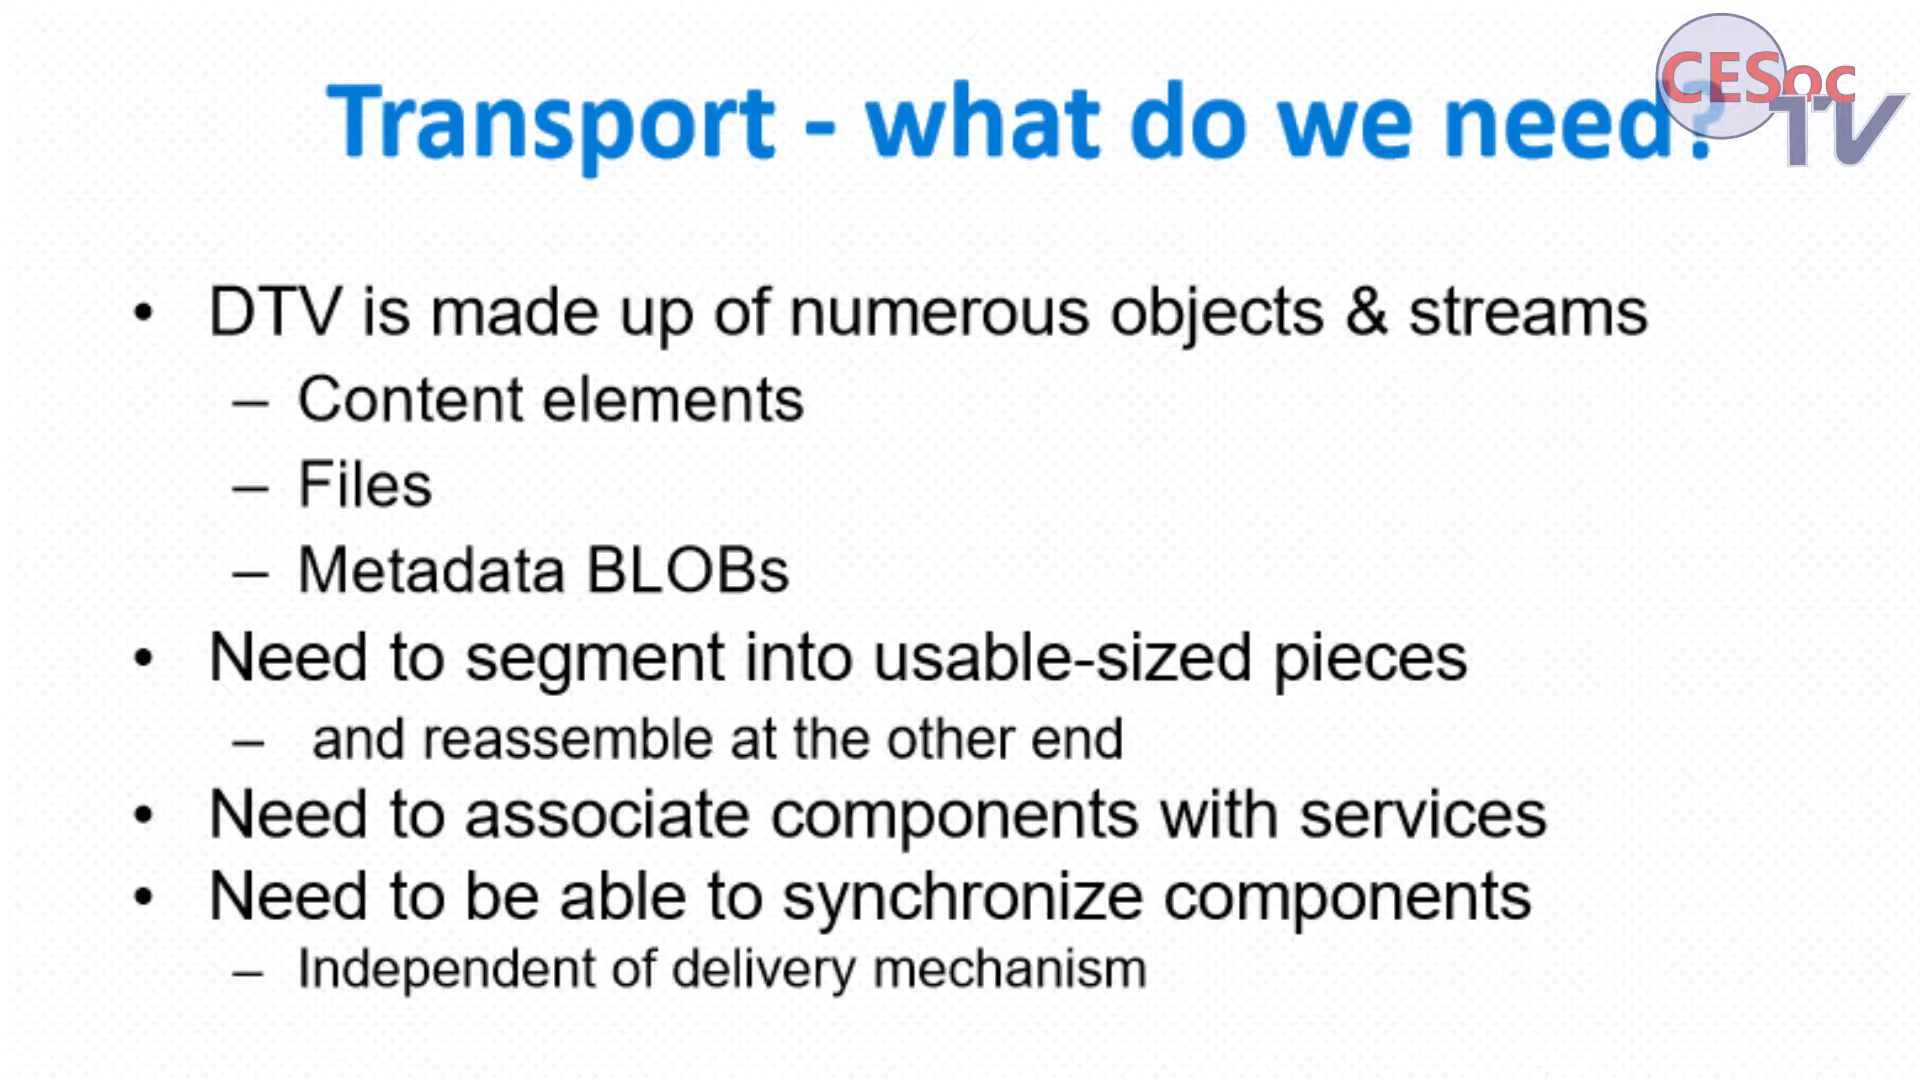 CESoc
TV
Transport - what do we need?
• DTV is made up of numerous objects & streams
– Content elements
– Files
– Metadata BLOBs
• Need to segment into usable-sized pieces
– and reassemble at the other end
• Need to associate components with services
• Need to be able to synchronize components
– Independent of delivery mechanism